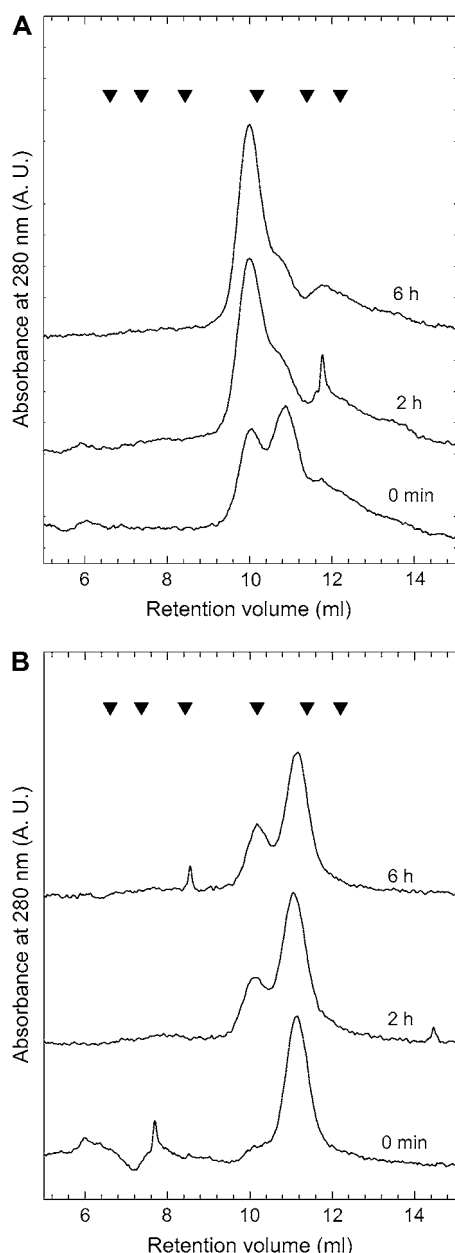 A
Absorbance at 280 nm (A. U.)
6 h
2 h
0 min
6 8 10 12 14
Retention volume (ml)
B
Absorbance at 280 nm (A. U.)
6 h
2 h
0 min
6 8 10 12 14
Retention volume (ml)